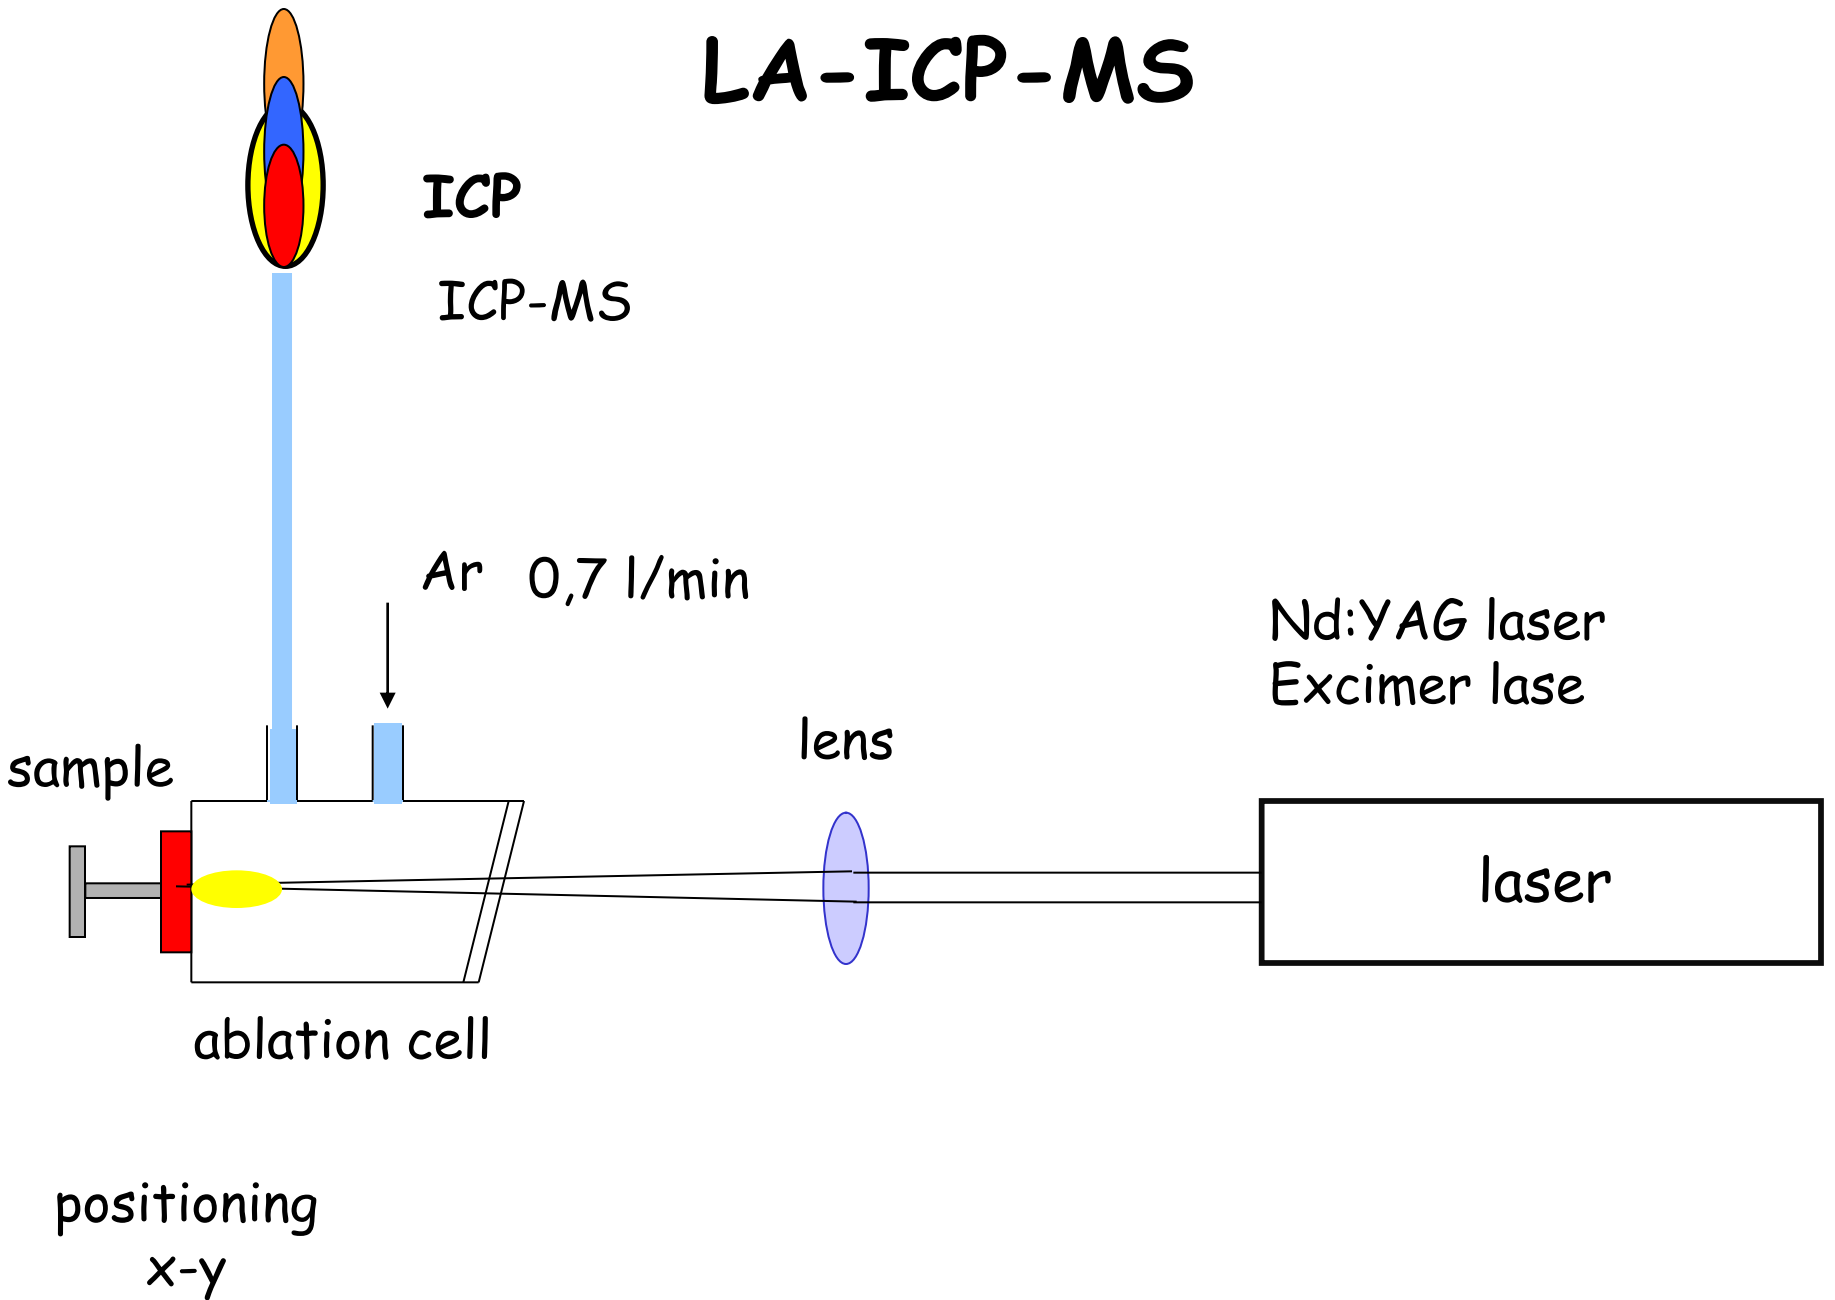 LA-ICP-MS
ICP
ICP-MS
Ar 0,7 l/min
Nd:YAG laser
Excimer lase
lens
sample
laser
ablation cell
positioning
x-y